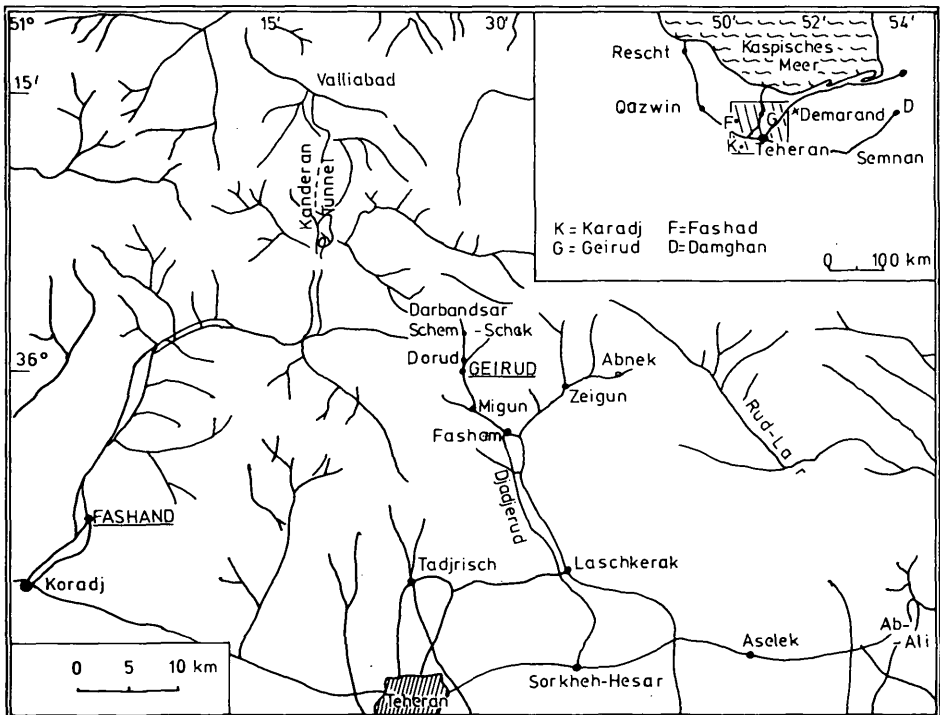 51°
15'
30'
15'
Valliabad
Kanderan
Tunnel
50'
52'
54'
Rescht
Kaspisches
Meer
Qazwin
F
G
Demarand
D
K
Teheran
Semnan
K = Karadj F = Fashad
G = Geirud D = Damghan
0 100 km
Darbandsar
Schem - Schak
36°
Dorud
GEIRUD
Abnek
Migun
Zeigun
Fasham
Rud-Lar
Djadjerud
FASHAND
Koradj
Tadjrisch
Laschkerak
Ab-
-Ali
Aselek
0 5 10 km
Sorkheh-Hesar
Teheran